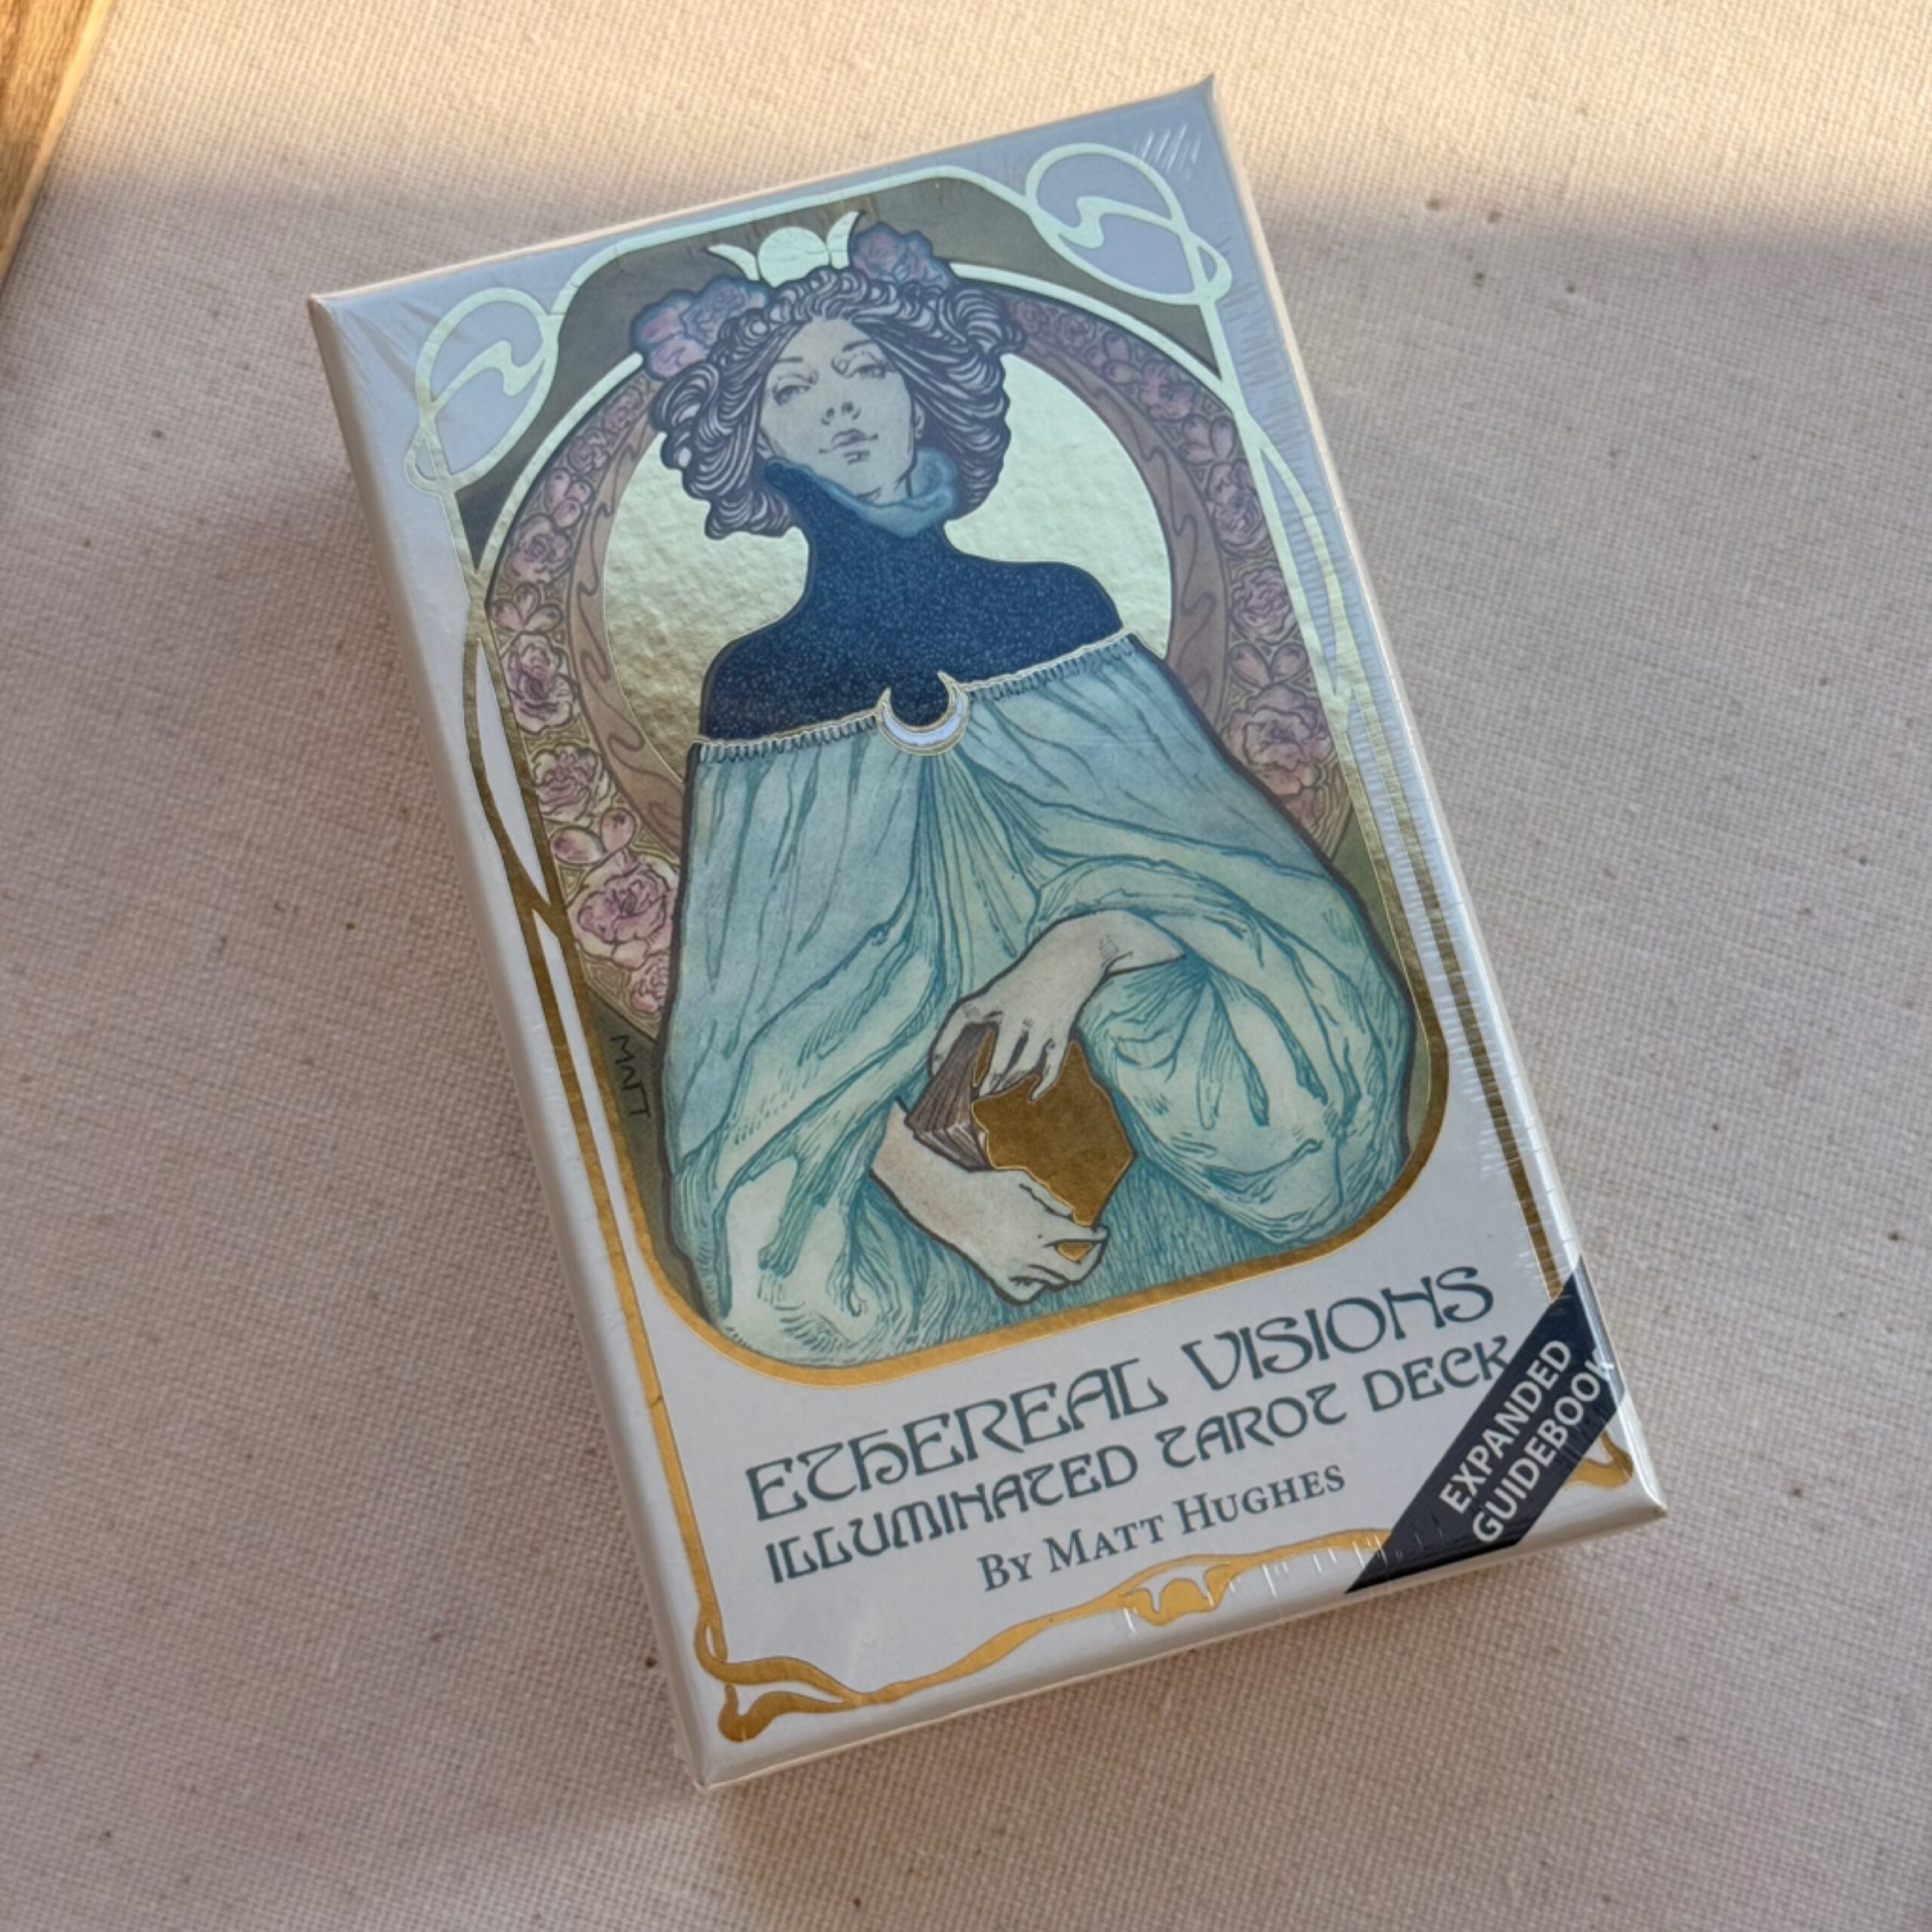 MATT
ETHEREAL VISIONS
ILLUMINATED TAROT DECK
BY MATT HUGHES
EXPANDED
GUIDEBOOK